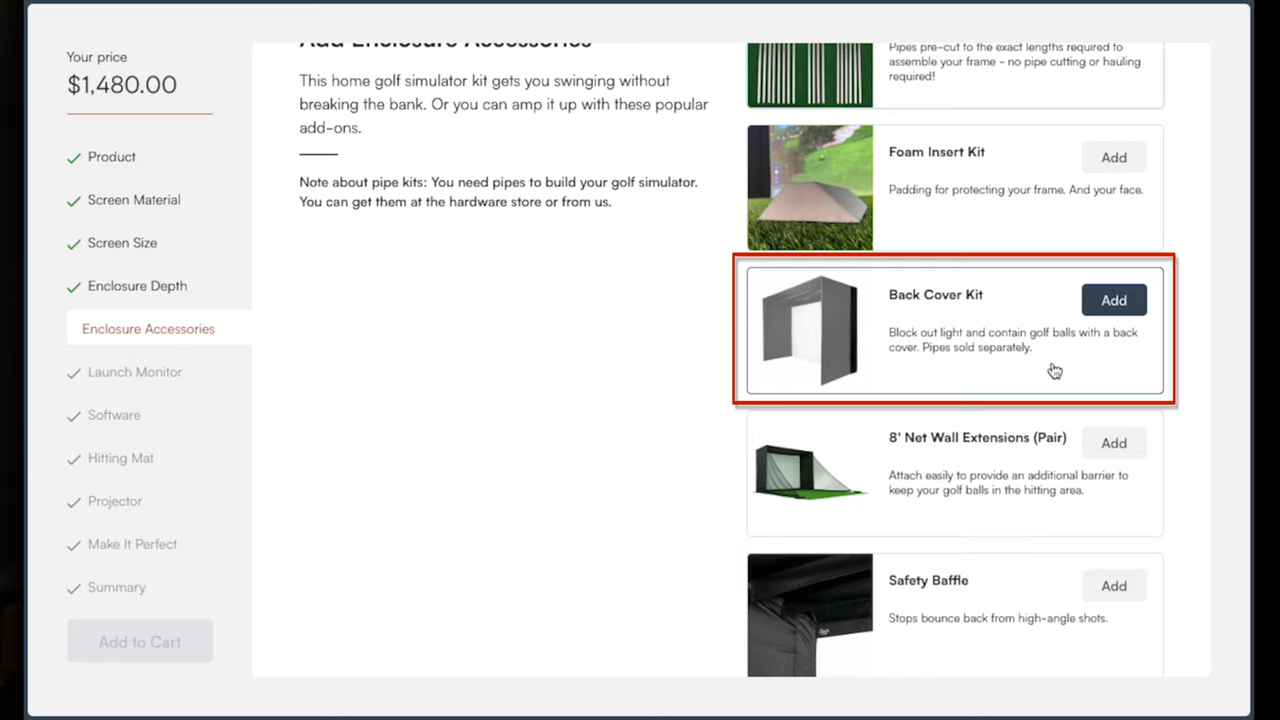 Your price
$1,480.00
Product
Screen Material
Screen Size
Enclosure Depth
Enclosure Accessories
Launch Monitor
Software
Hitting Mat
Projector
Make It Perfect
Summary
Add to Cart
Add Enclosure Accessories
This home golf simulator kit gets you swinging without
breaking the bank. Or you can amp it up with these popular
add-ons.
Note about pipe kits: You need pipes to build your golf simulator.
You can get them at the hardware store or from us.
Pipes pre-cut to the exact lengths required to
assemble your frame - no pipe cutting or hauling
required!
Foam Insert Kit
Add
Padding for protecting your frame. And your face.
Back Cover Kit
Add
Block out light and contain golf balls with a back
cover. Pipes sold separately.
8' Net Wall Extensions (Pair)
Add
Attach easily to provide an additional barrier to
keep your golf balls in the hitting area.
Safety Baffle
Add
Stops bounce back from high-angle shots.